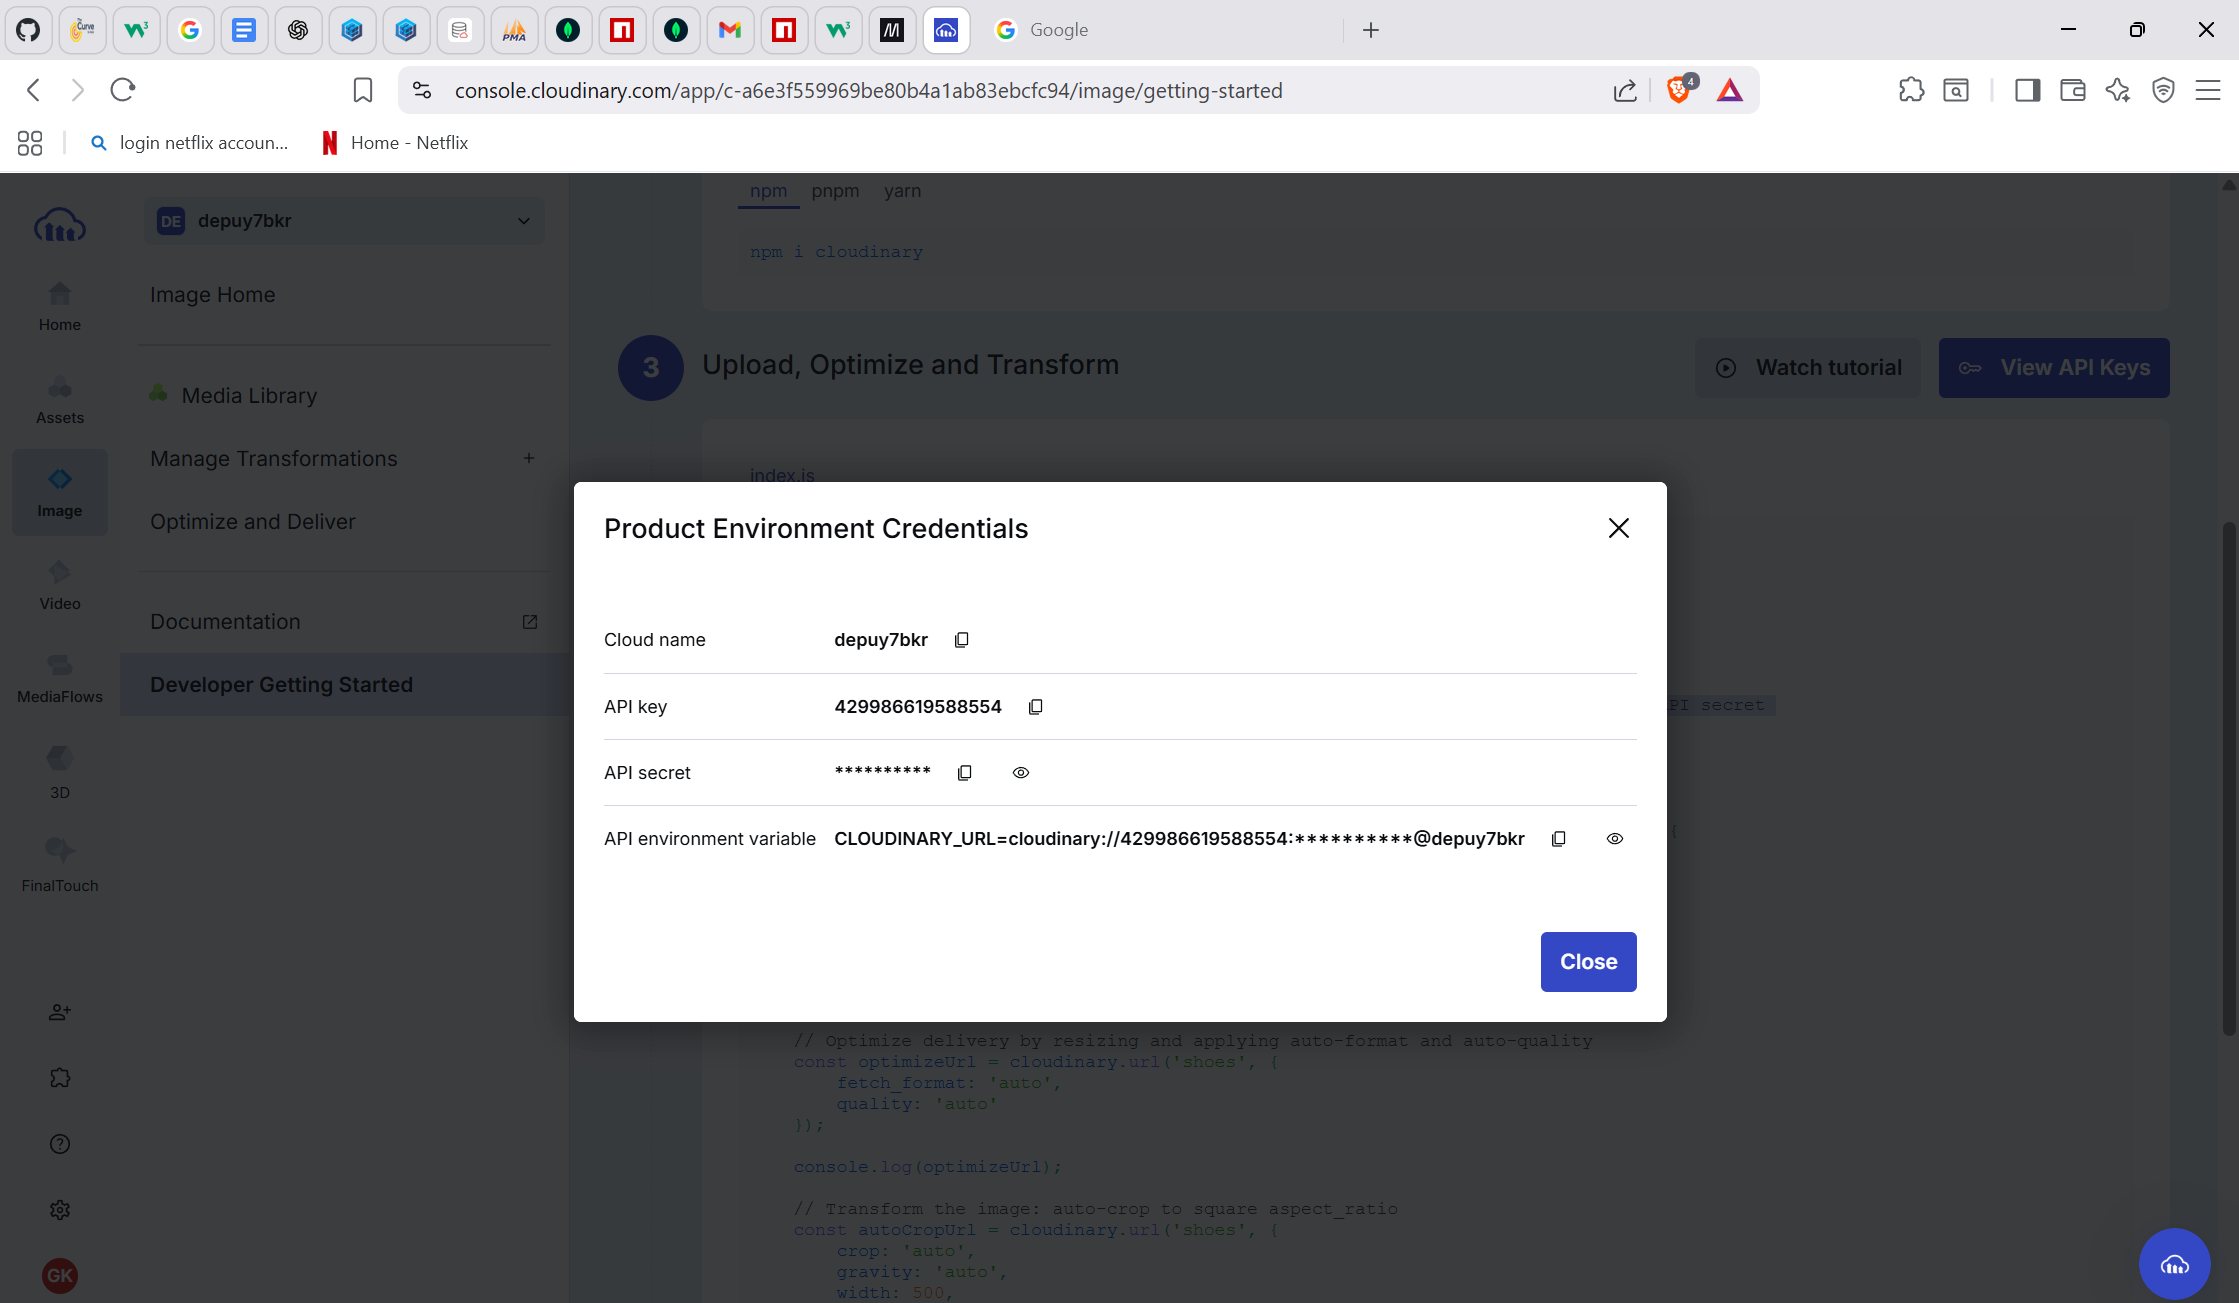 Google
4
console.cloudinary.com/app/c-a6e3f559969be80b4a1ab83ebcfc94/image/getting-started
login netflix accoun...
Home - Netflix
DE depuy7bkr
Image Home
Media Library
Manage Transformations +
Optimize and Deliver
Documentation
Developer Getting Started
Home
Assets
Image
Video
MediaFlows
3D
FinalTouch
GK
npm pnpm yarn
npm i cloudinary
3 Upload, Optimize and Transform
Watch tutorial
View API Keys
index.js
Product Environment Credentials
Cloud name depuy7bkr
API key 429986619588554
API secret **********
API environment variable CLOUDINARY_URL=cloudinary://429986619588554:**********@depuy7bkr
Close
PI secret
{
// Optimize delivery by resizing and applying auto-format and auto-quality
const optimizeUrl = cloudinary.url('shoes', {
fetch_format: 'auto',
quality: 'auto'
});
console.log(optimizeUrl);
// Transform the image: auto-crop to square aspect_ratio
const autoCropUrl = cloudinary.url('shoes', {
crop: 'auto',
gravity: 'auto',
width: 500,